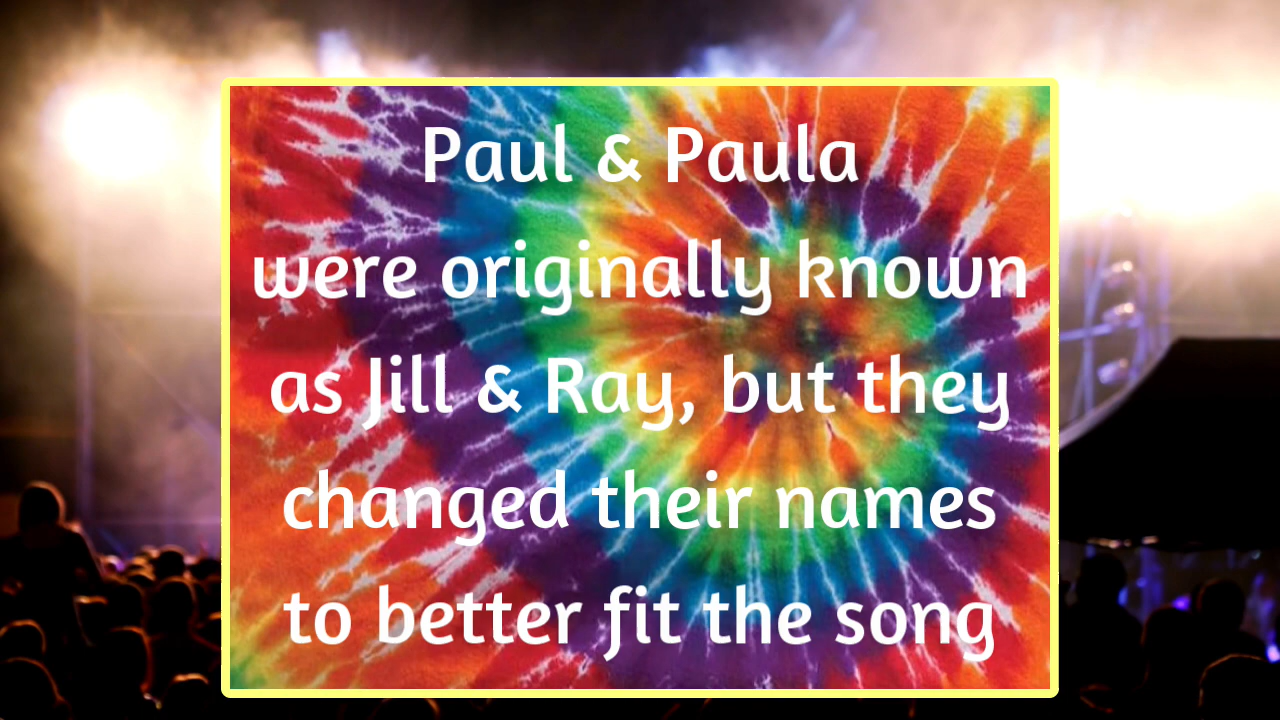 Paul & Paula
were originally known
as Jill & Ray, but they
changed their names
to better fit the song